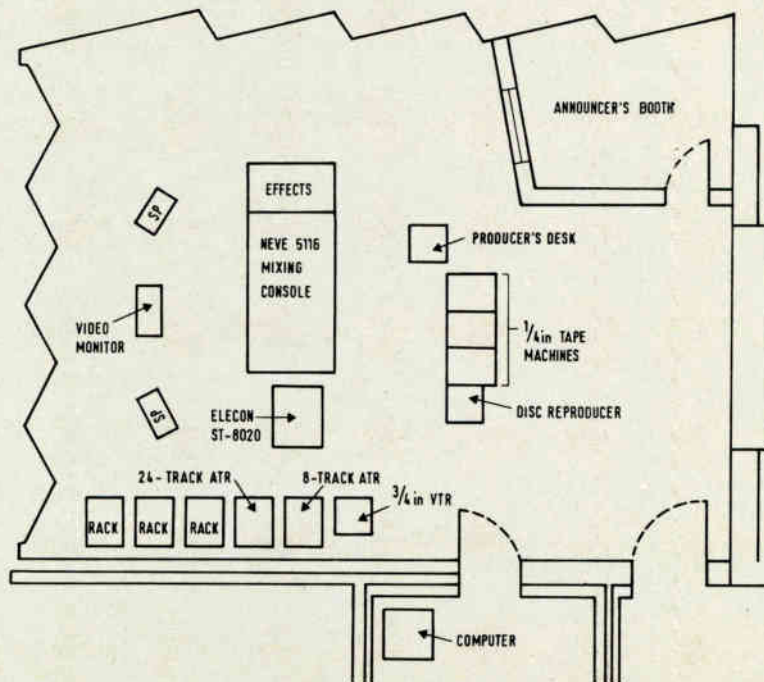 ANNOUNCER'S BOOTH
EFFECTS
SP
NEVE 5116
MIXING
CONSOLE
PRODUCER'S DESK
VIDEO
MONITOR
1/4in TAPE
MACHINES
SP
ELECON
ST-8020
DISC REPRODUCER
24-TRACK ATR
8-TRACK ATR
3/4in VTR
RACK
RACK
RACK
COMPUTER